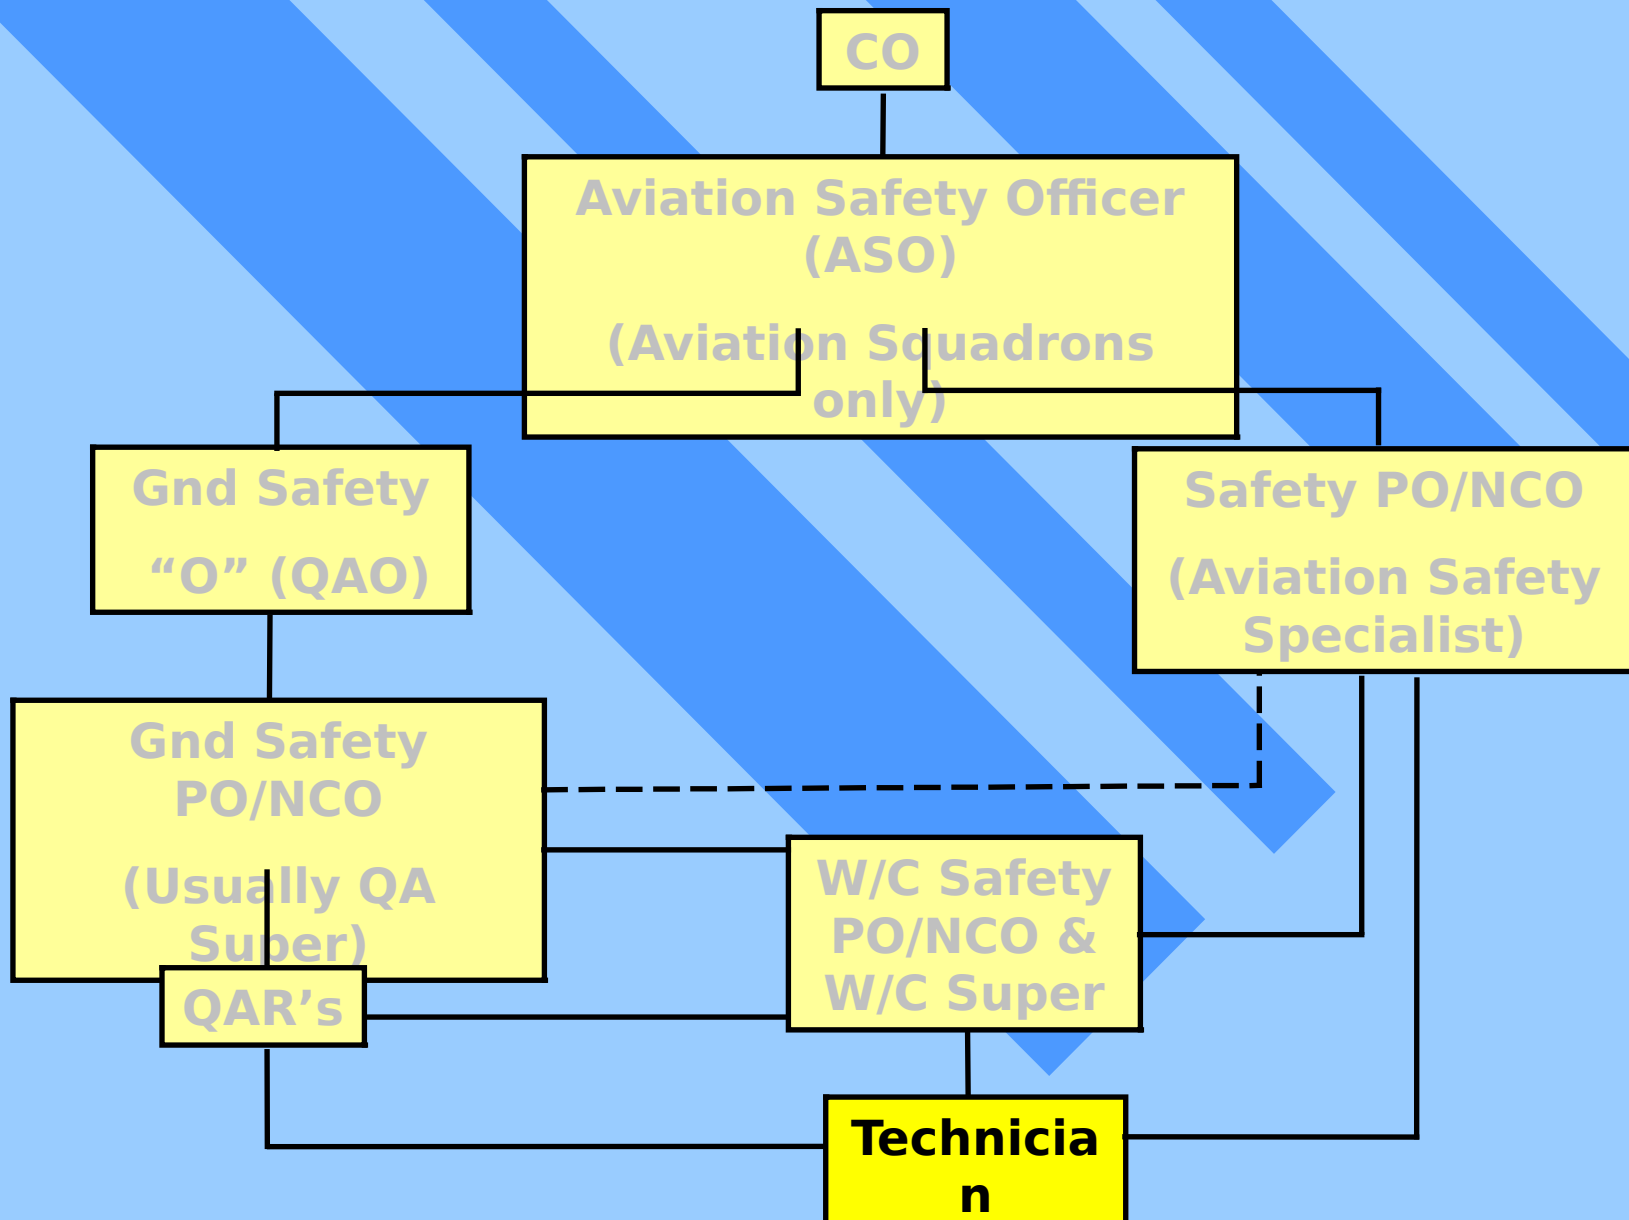 CO
Aviation Safety Officer
(ASO)
(Aviation Squadrons
only)
Gnd Safety
“O” (QAO)
Safety PO/NCO
(Aviation Safety
Specialist)
Gnd Safety
PO/NCO
(Usually QA
Super)
QAR’s
W/C Safety
PO/NCO &
W/C Super
Technicia
n